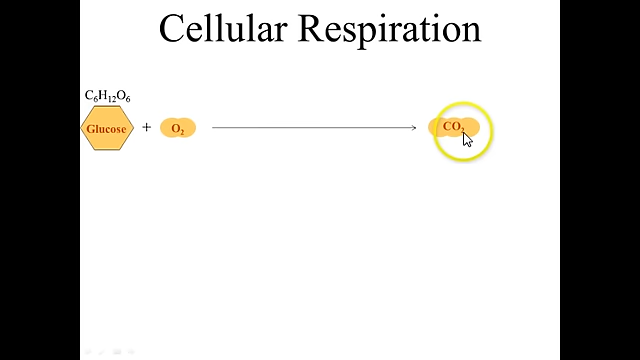 Cellular Respiration
C₆H₁₂O₆
Glucose + O₂ CO₂